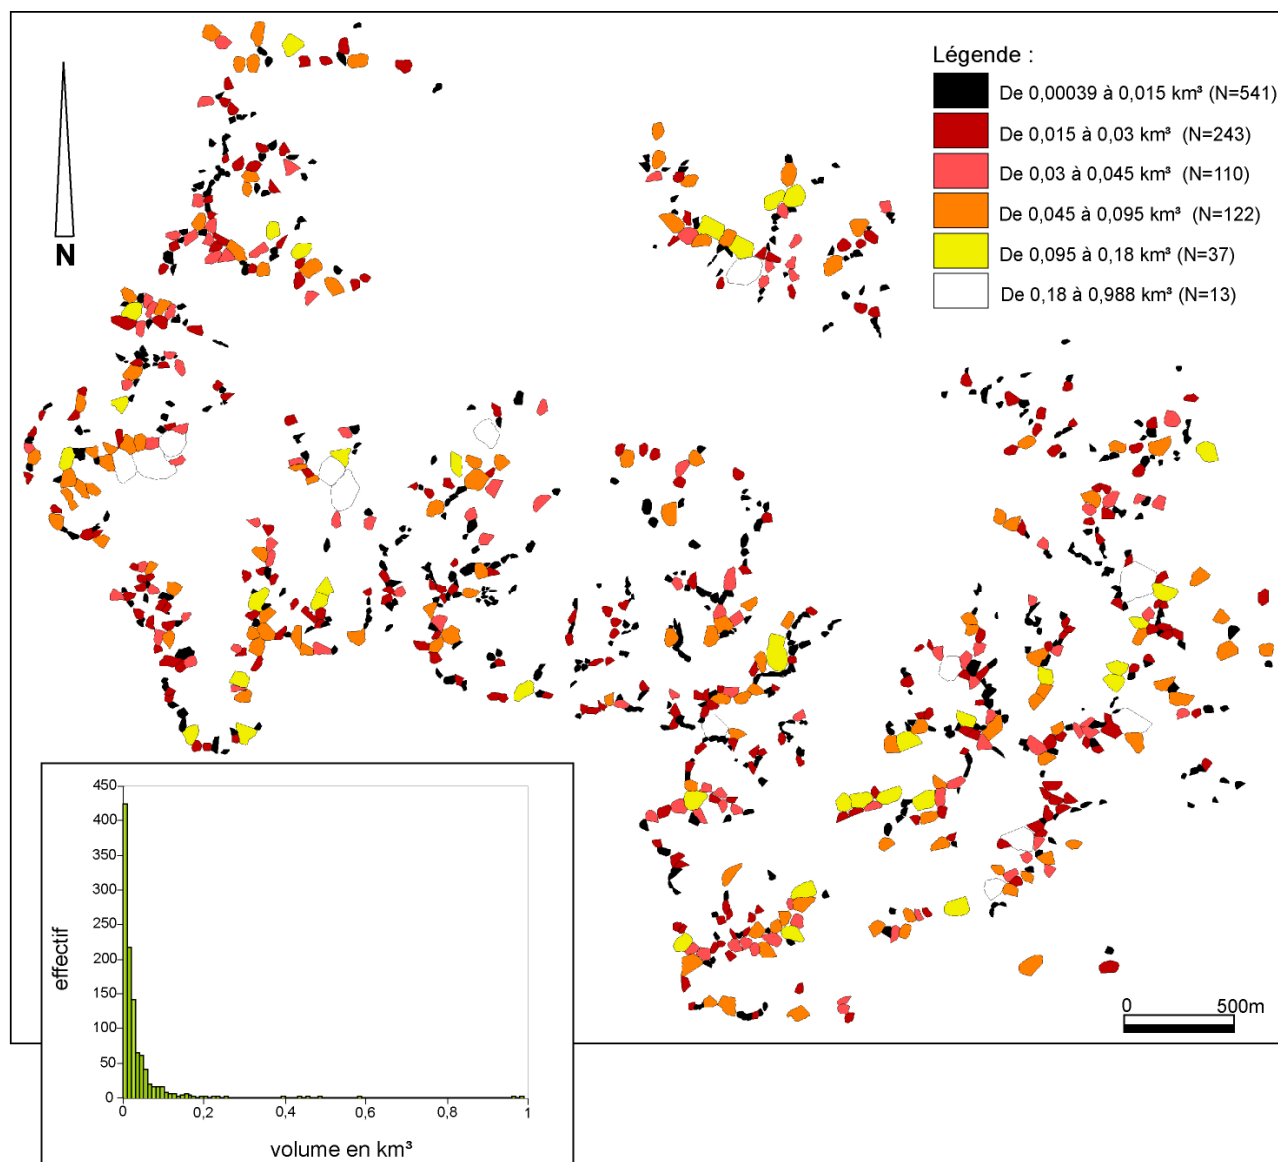 Légende :
De 0,00039 à 0,015 km³ (N=541)
De 0,015 à 0,03 km³ (N=243)
De 0,03 à 0,045 km³ (N=110)
De 0,045 à 0,095 km³ (N=122)
De 0,095 à 0,18 km³ (N=37)
De 0,18 à 0,988 km³ (N=13)
N
0 500m
450
400
350
300
250
200
150
100
50
0
effectif
0 0,2 0,4 0,6 0,8 1
volume en km³